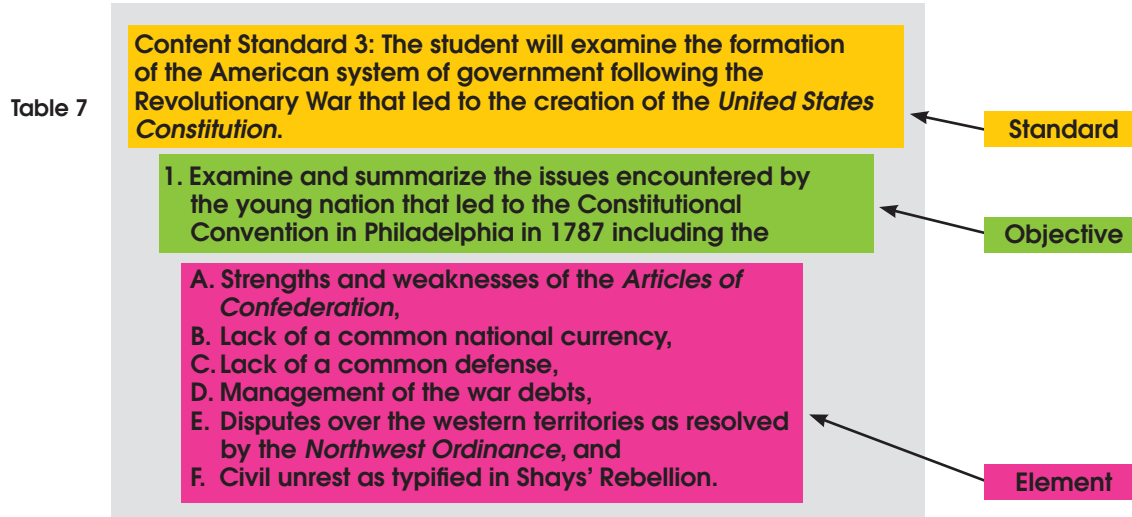 Table 7
Content Standard 3: The student will examine the formation
of the American system of government following the
Revolutionary War that led to the creation of the United States
Constitution.
Standard
1. Examine and summarize the issues encountered by
the young nation that led to the Constitutional
Convention in Philadelphia in 1787 including the
Objective
A. Strengths and weaknesses of the Articles of
Confederation,
B. Lack of a common national currency,
C. Lack of a common defense,
D. Management of the war debts,
E. Disputes over the western territories as resolved
by the Northwest Ordinance, and
F. Civil unrest as typified in Shays’ Rebellion.
Element